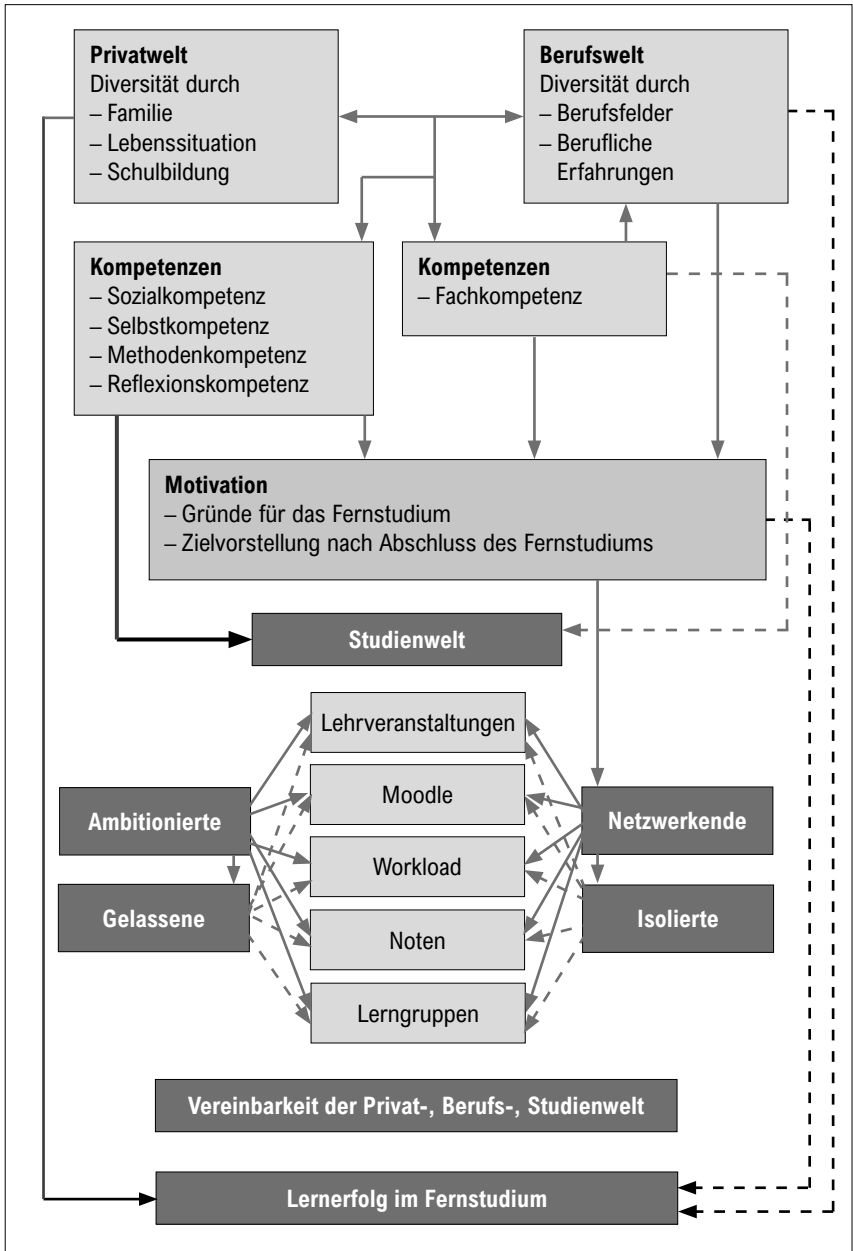 Privatwelt
Diversität durch
– Familie
– Lebenssituation
– Schulbildung
Berufswelt
Diversität durch
– Berufsfelder
– Berufliche
Erfahrungen
Kompetenzen
– Sozialkompetenz
– Selbstkompetenz
– Methodenkompetenz
– Reflexionskompetenz
Kompetenzen
– Fachkompetenz
Motivation
– Gründe für das Fernstudium
– Zielvorstellung nach Abschluss des Fernstudiums
Studienwelt
Lehrveranstaltungen
Moodle
Workload
Noten
Lerngruppen
Ambitionierte
Gelassene
Netzwerkende
Isolierte
Vereinbarkeit der Privat-, Berufs-, Studienwelt
Lernerfolg im Fernstudium